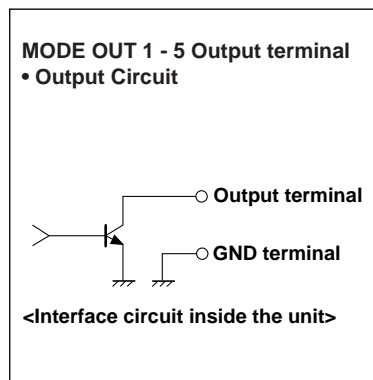 MODE OUT 1 - 5 Output terminal
• Output Circuit
Output terminal
GND terminal
<Interface circuit inside the unit>